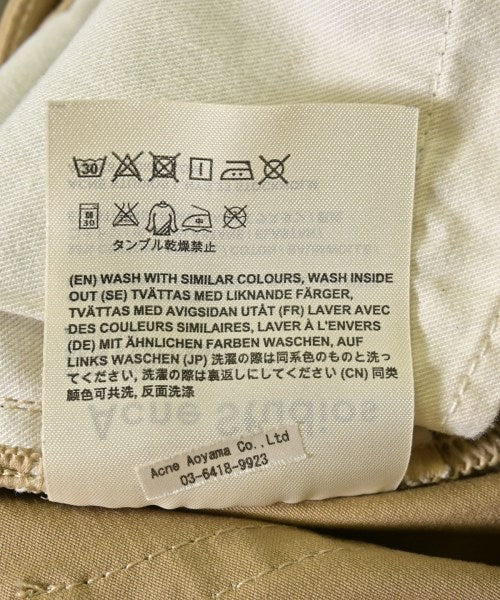 30
弱
30
タンブル乾燥禁止
(EN) WASH WITH SIMILAR COLOURS, WASH INSIDE
OUT (SE) TVÄTTAS MED LIKNANDE FÄRGER,
TVÄTTAS MED AVIGSIDAN UTÅT (FR) LAVER AVEC
DES COULEURS SIMILAIRES, LAVER À L'ENVERS
(DE) MIT ÄHNLICHEN FARBEN WASCHEN, AUF
LINKS WASCHEN (JP) 洗濯の際は同系色のものと洗っ
てください, 洗濯の際は裏返しにしてください (CN) 同类
颜色可共洗, 反面洗涤
Acne Studios
Acne Aoyama Co.,Ltd
03-6418-9923